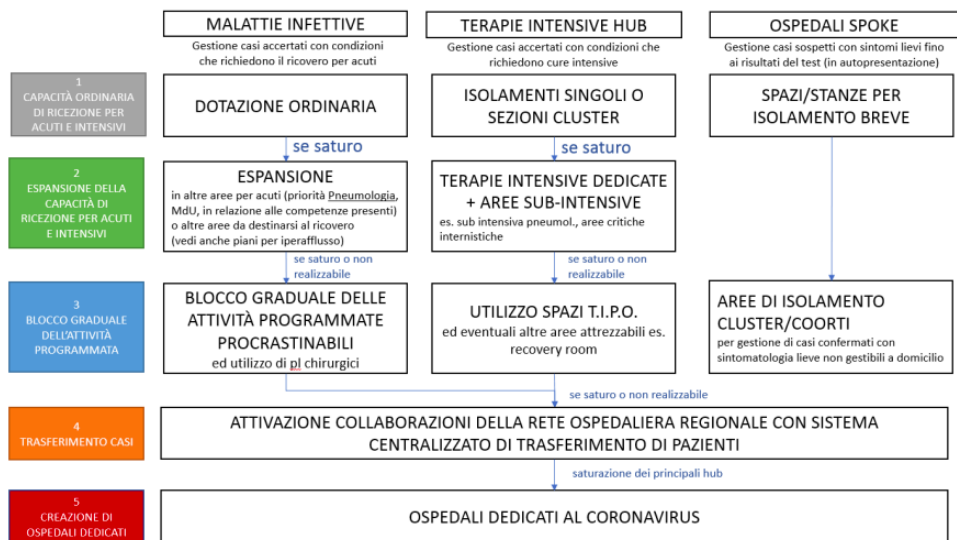 MALATTIE INFETTIVE
Gestione casi accertati con condizioni
che richiedono il ricovero per acuti
TERAPIE INTENSIVE HUB
Gestione casi accertati con condizioni che
richiedono cure intensive
OSPEDALI SPOKE
Gestione casi sospetti con sintomi lievi fino
ai risultati del test (in autopresentazione)
1
CAPACITÀ ORDINARIA
DI RICEZIONE PER
ACUTI E INTENSIVI
DOTAZIONE ORDINARIA
ISOLAMENTI SINGOLI O
SEZIONI CLUSTER
SPAZI/STANZE PER
ISOLAMENTO BREVE
se saturo
se saturo
2
ESPANSIONE DELLA
CAPACITÀ DI
RICEZIONE PER ACUTI
E INTENSIVI
ESPANSIONE
in altre aree per acuti (priorità Pneumologia,
MdU, in relazione alle competenze presenti)
o altre aree da destinarsi al ricovero
(vedi anche piani per iperafflusso)
TERAPIE INTENSIVE DEDICATE
+ AREE SUB-INTENSIVE
es. sub intensiva pneumol., aree critiche
internistiche
se saturo o non
realizzabile
se saturo o non
realizzabile
3
BLOCCO GRADUALE
DELL'ATTIVITÀ
PROGRAMMATA
BLOCCO GRADUALE DELLE
ATTIVITÀ PROGRAMMATE
PROCRASTINABILI
ed utilizzo di pl chirurgici
UTILIZZO SPAZI T.I.P.O.
ed eventuali altre aree attrezzabili es.
recovery room
AREE DI ISOLAMENTO
CLUSTER/COORTI
per gestione di casi confermati con
sintomatologia lieve non gestibili a domicilio
se saturo o non realizzabile
4
TRASFERIMENTO CASI
ATTIVAZIONE COLLABORAZIONI DELLA RETE OSPEDALIERA REGIONALE CON SISTEMA
CENTRALIZZATO DI TRASFERIMENTO DI PAZIENTI
saturazione dei principali hub
5
CREAZIONE DI
OSPEDALI DEDICATI
OSPEDALI DEDICATI AL CORONAVIRUS